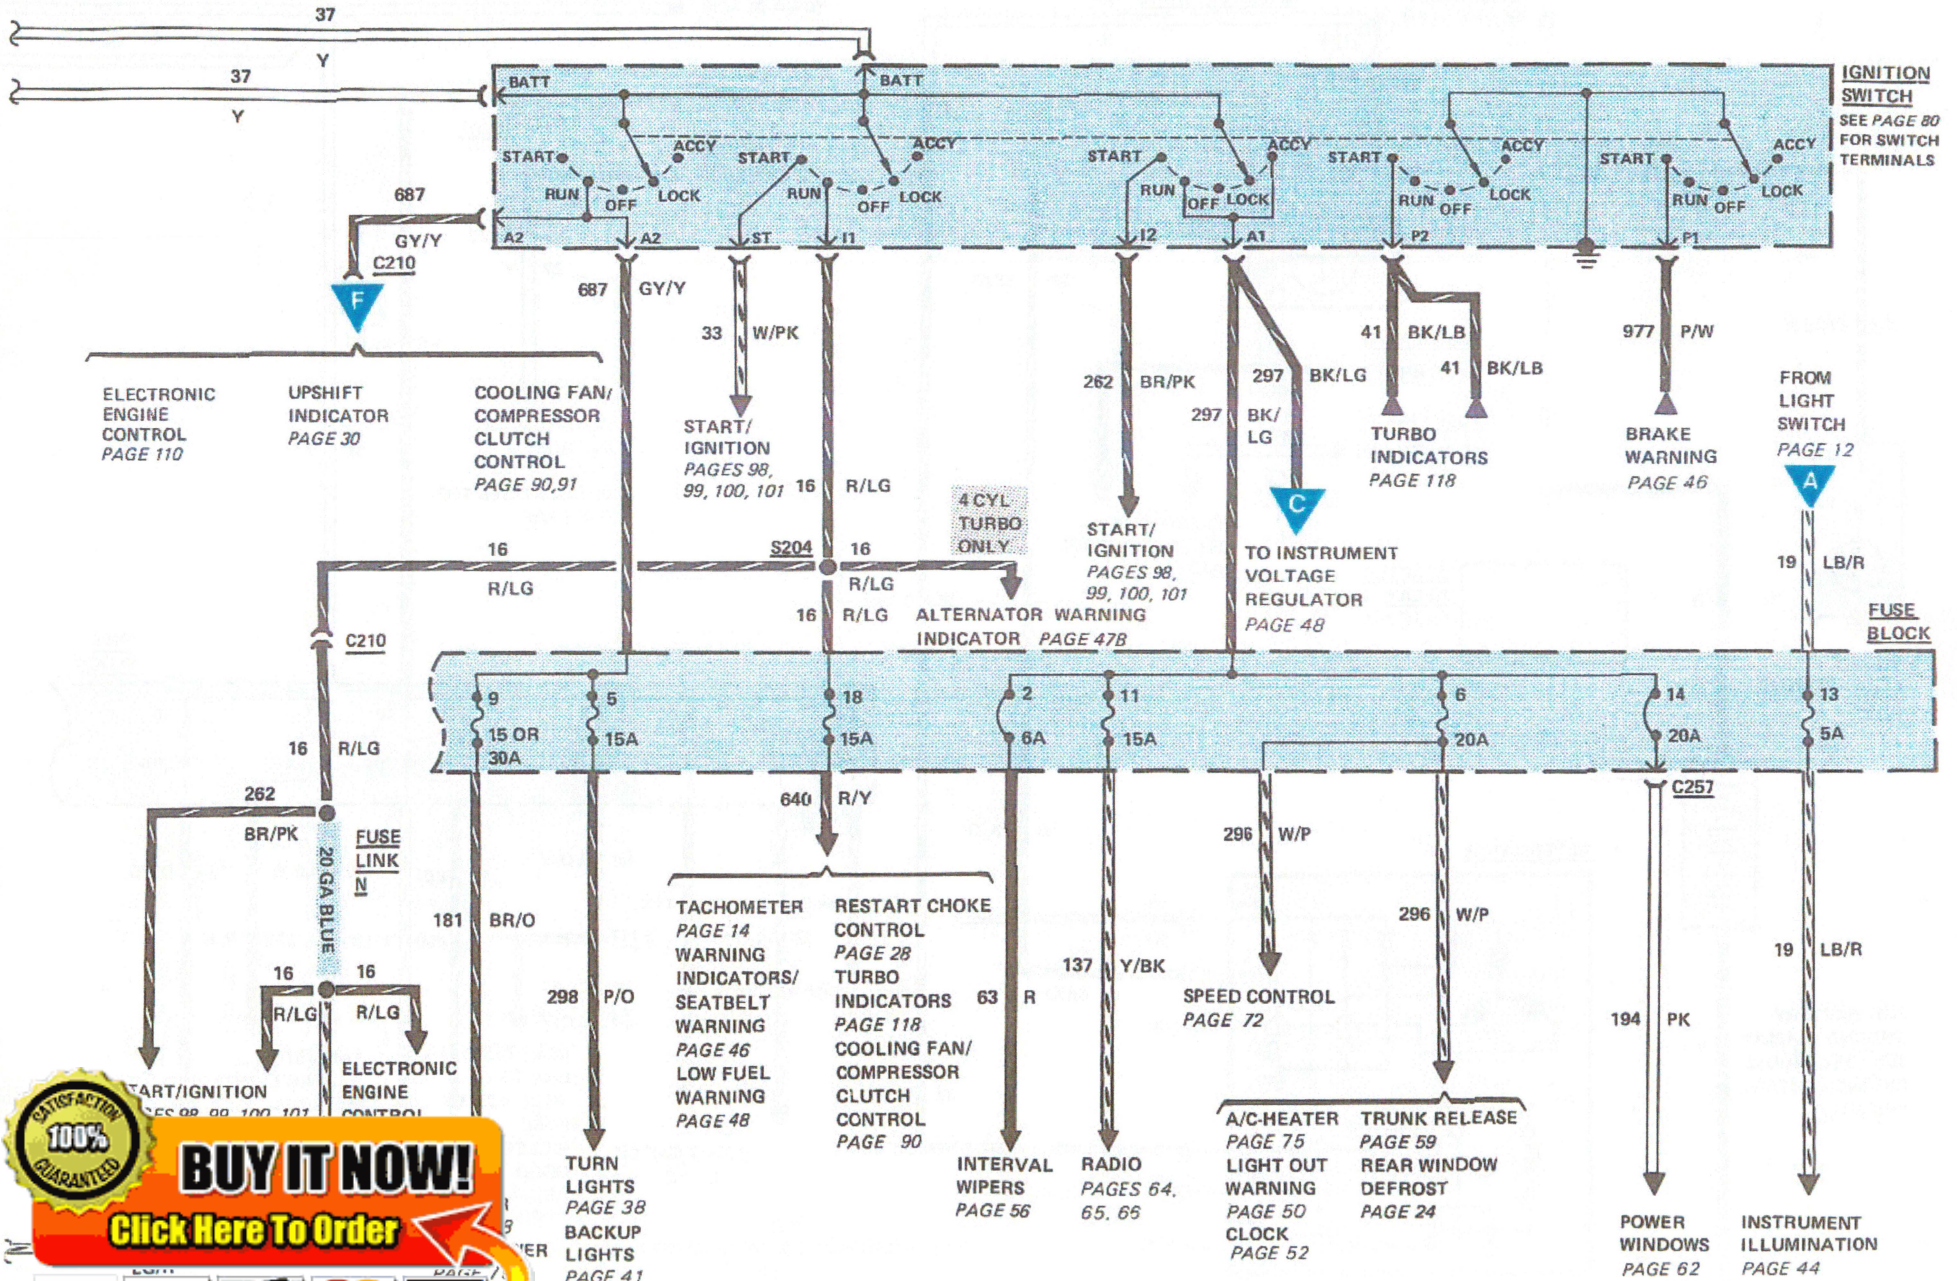 37
Y
37
Y
BATT
BATT
IGNITION
SWITCH
SEE PAGE 80
FOR SWITCH
TERMINALS
START
ACCY
RUN
OFF
LOCK
START
ACCY
RUN
OFF
LOCK
START
ACCY
RUN
OFF
LOCK
START
ACCY
RUN
OFF
LOCK
START
ACCY
RUN
OFF
LOCK
A2
A2
ST
I1
I2
A1
P2
P1
687
GY/Y
C210
F
687
GY/Y
33
W/PK
262
BR/PK
297
BK/LG
297
BK/
LG
41
BK/LB
41
BK/LB
977
P/W
ELECTRONIC
ENGINE
CONTROL
PAGE 110
UPSHIFT
INDICATOR
PAGE 30
COOLING FAN/
COMPRESSOR
CLUTCH
CONTROL
PAGE 90,91
START/
IGNITION
PAGES 98,
99, 100, 101
16
R/LG
4 CYL
TURBO
ONLY
START/
IGNITION
PAGES 98,
99, 100, 101
C
TO INSTRUMENT
VOLTAGE
REGULATOR
PAGE 48
TURBO
INDICATORS
PAGE 118
BRAKE
WARNING
PAGE 46
FROM
LIGHT
SWITCH
PAGE 12
A
19
LB/R
16
R/LG
S204
16
R/LG
16
R/LG
ALTERNATOR WARNING
INDICATOR PAGE 47B
C210
FUSE
BLOCK
9
15 OR
30A
5
15A
18
15A
2
6A
11
15A
6
20A
14
20A
13
5A
C257
16
R/LG
262
BR/PK
FUSE
LINK
N
20 GA BLUE
16
R/LG
16
R/LG
181
BR/O
298
P/O
640
R/Y
63
R
137
Y/BK
296
W/P
296
W/P
194
PK
19
LB/R
TACHOMETER
PAGE 14
WARNING
INDICATORS/
SEATBELT
WARNING
PAGE 46
LOW FUEL
WARNING
PAGE 48
RESTART CHOKE
CONTROL
PAGE 28
TURBO
INDICATORS
PAGE 118
COOLING FAN/
COMPRESSOR
CLUTCH
CONTROL
PAGE 90
SPEED CONTROL
PAGE 72
ART/IGNITION
98, 99, 100, 101
ELECTRONIC
ENGINE
CONTROL
TURN
LIGHTS
PAGE 38
BACKUP
LIGHTS
PAGE 41
INTERVAL
WIPERS
PAGE 56
RADIO
PAGES 64,
65, 66
A/C-HEATER
PAGE 75
LIGHT OUT
WARNING
PAGE 50
CLOCK
PAGE 52
TRUNK RELEASE
PAGE 59
REAR WINDOW
DEFROST
PAGE 24
POWER
WINDOWS
PAGE 62
INSTRUMENT
ILLUMINATION
PAGE 44
SATISFACTION
100%
GUARANTEED
BUY IT NOW!
Click Here To Order